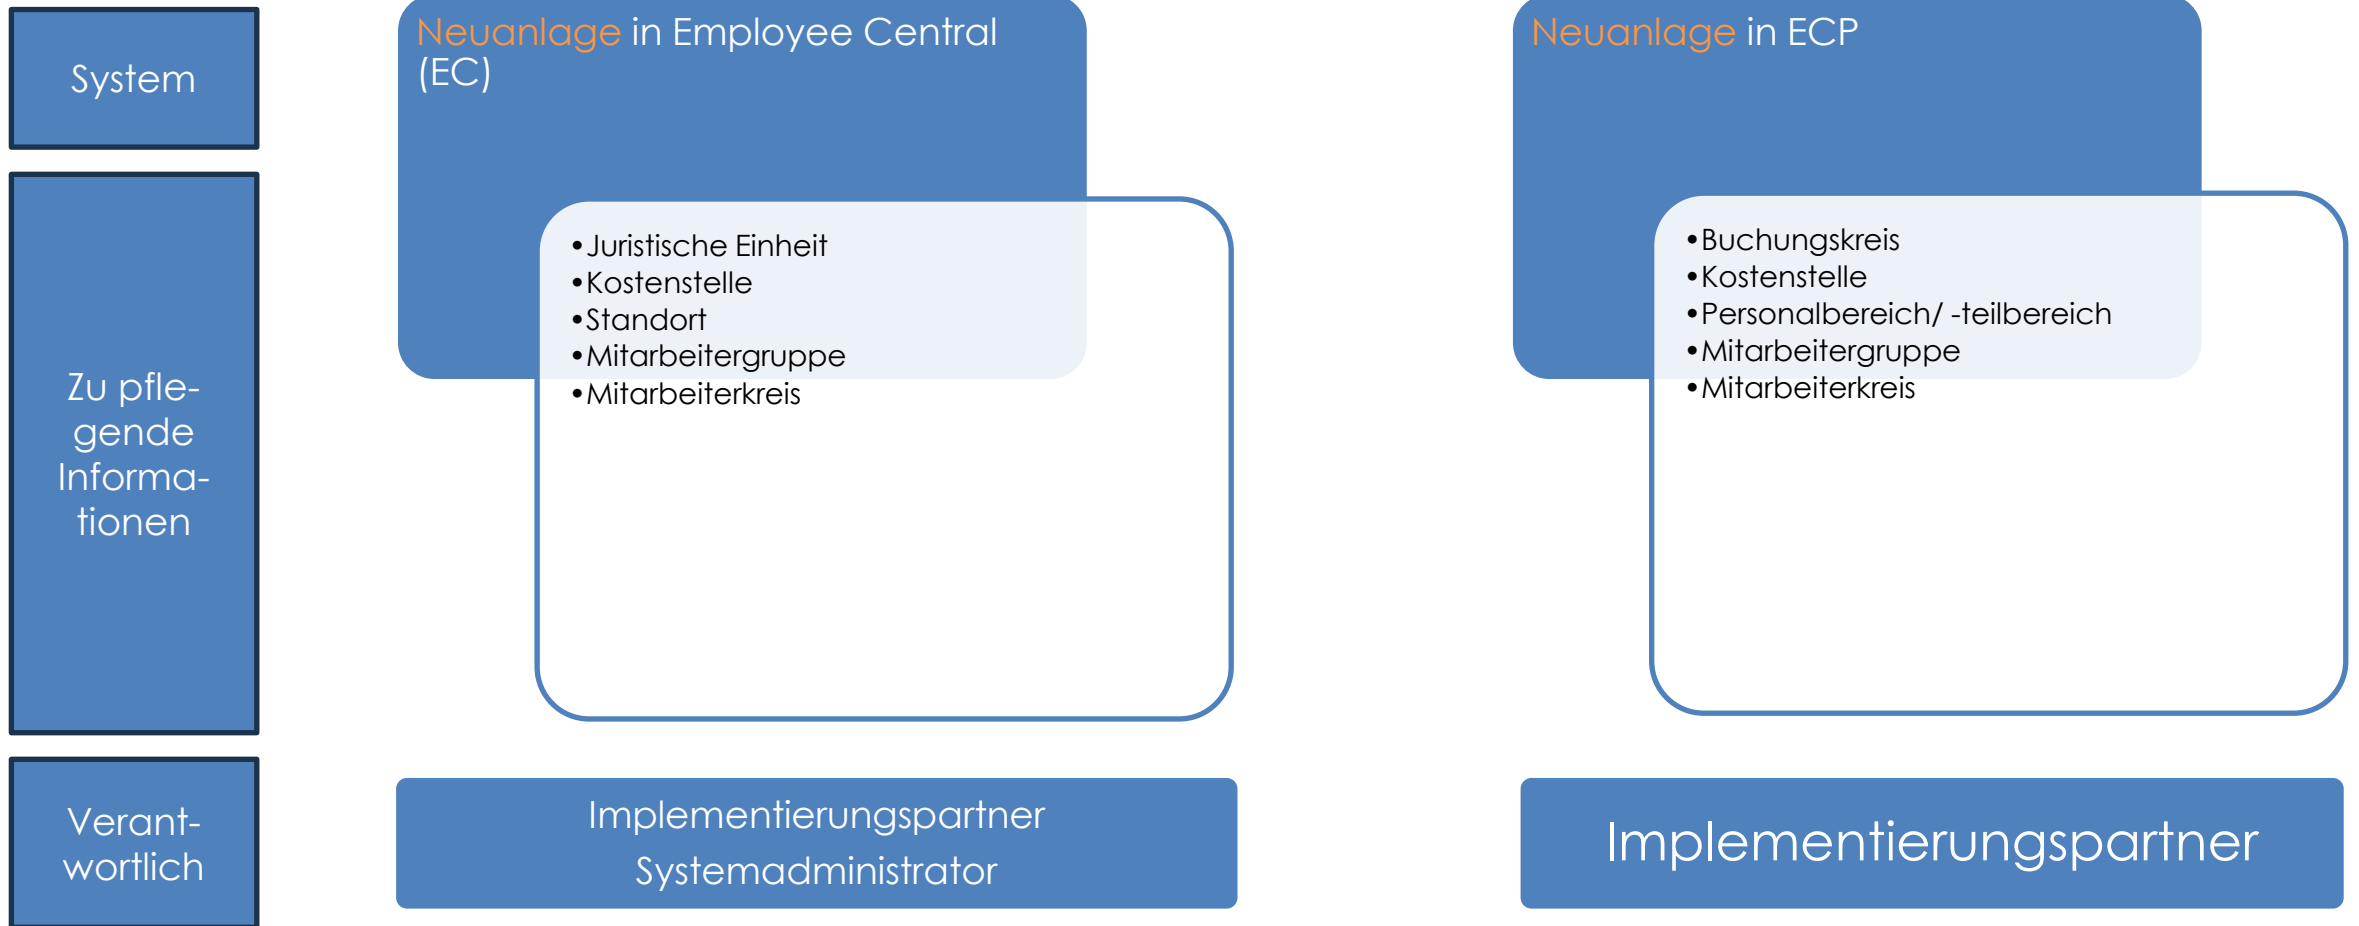 System
Neuanlage in Employee Central
(EC)
Neuanlage in ECP
Zu pfle-
gende
Informa-
tionen
•Juristische Einheit
•Kostenstelle
•Standort
•Mitarbeitergruppe
•Mitarbeiterkreis
•Buchungskreis
•Kostenstelle
•Personalbereich/ -teilbereich
•Mitarbeitergruppe
•Mitarbeiterkreis
Verant-
wortlich
Implementierungspartner
Systemadministrator
Implementierungspartner